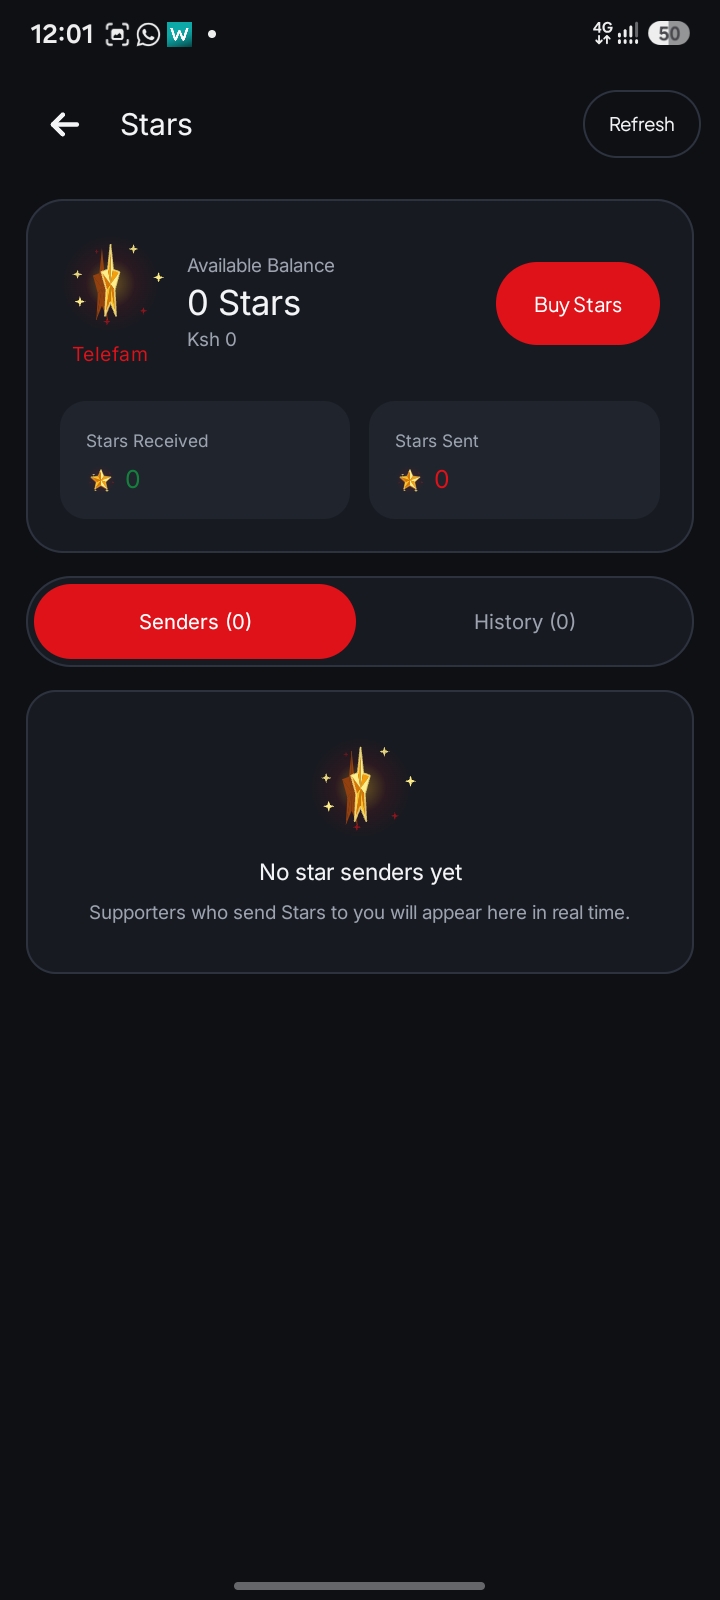 12:01
W
4G
50
Stars
Refresh
Available Balance
0 Stars
Ksh 0
Buy Stars
Telefam
Stars Received
0
Stars Sent
0
Senders (0)
History (0)
No star senders yet
Supporters who send Stars to you will appear here in real time.